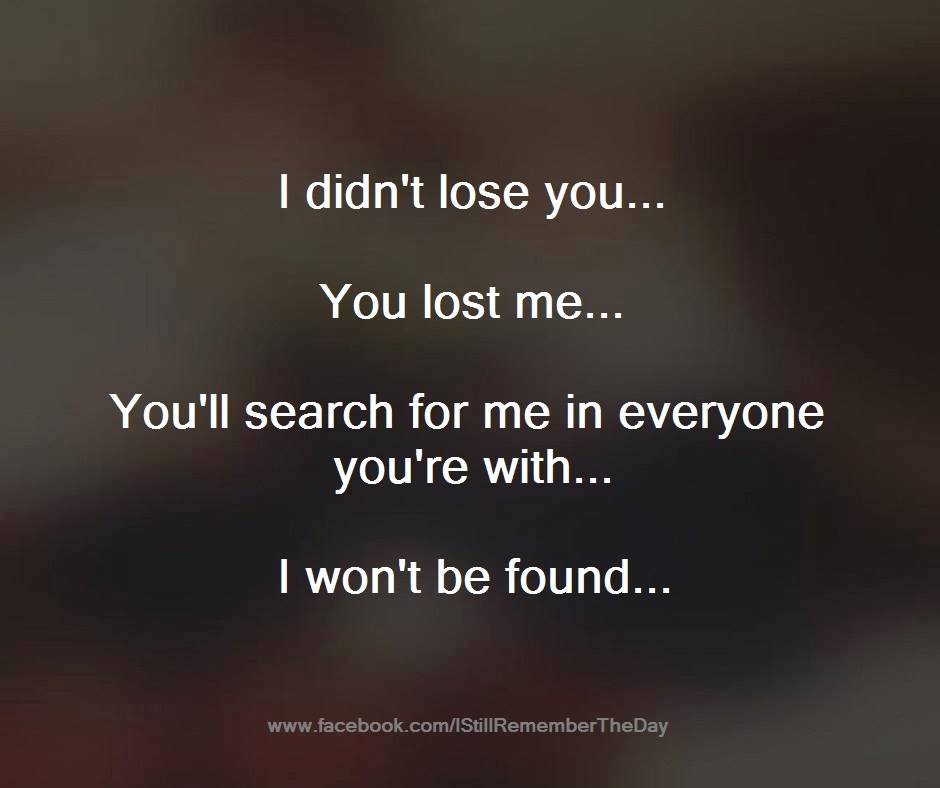 I didn't lose you...
You lost me...
You'll search for me in everyone
you're with...
I won't be found...
www.facebook.com/IStillRememberTheDay